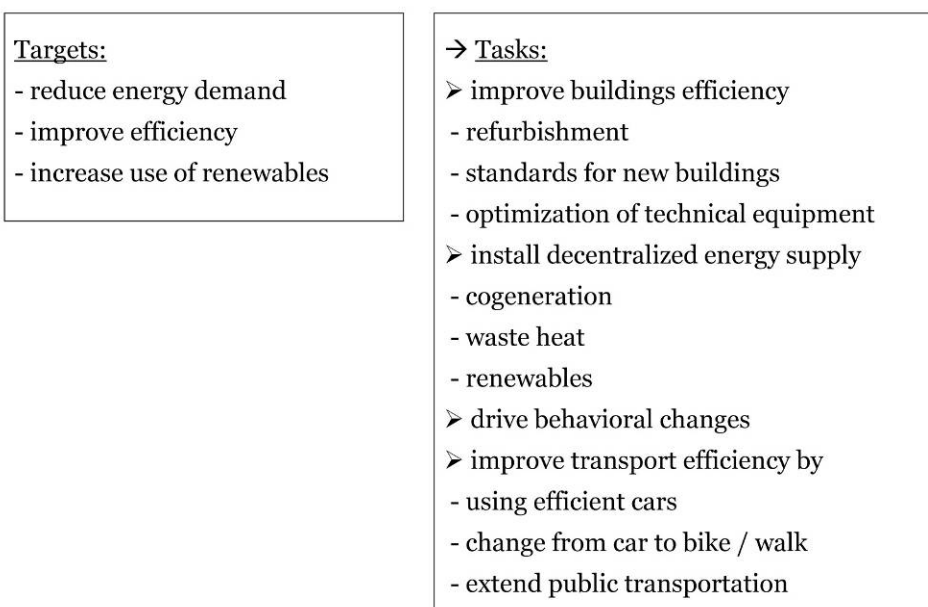 Targets:
- reduce energy demand
- improve efficiency
- increase use of renewables
→ Tasks:
➢ improve buildings efficiency
- refurbishment
- standards for new buildings
- optimization of technical equipment
➢ install decentralized energy supply
- cogeneration
- waste heat
- renewables
➢ drive behavioral changes
➢ improve transport efficiency by
- using efficient cars
- change from car to bike / walk
- extend public transportation